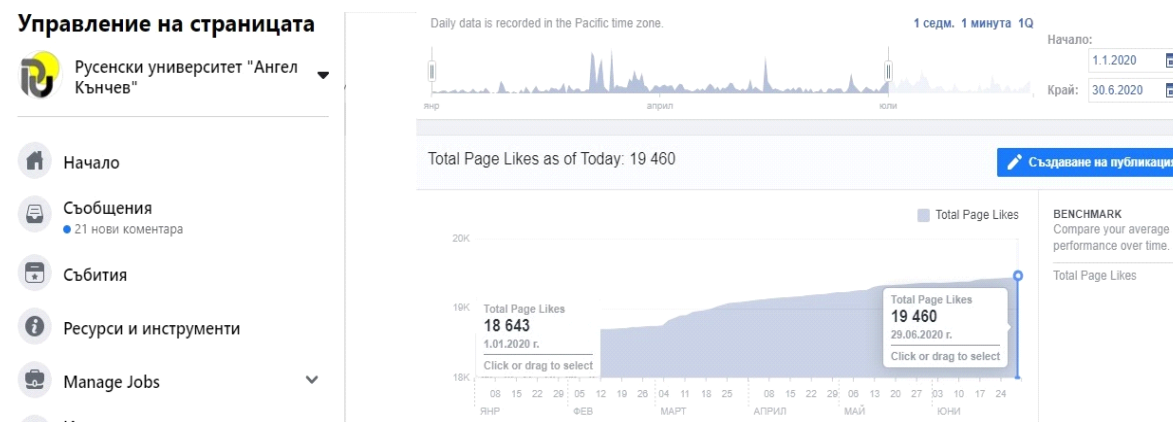 Управление на страницата
Русенски университет "Ангел
Кънчев"
Начало
Съобщения
21 нови коментара
Събития
Ресурси и инструменти
Manage Jobs
Daily data is recorded in the Pacific time zone.
1 седм. 1 минута 1Q
Начало:
1.1.2020
Край:
30.6.2020
янр
април
юли
Total Page Likes as of Today: 19 460
Създаване на публикация
Total Page Likes
BENCHMARK
Compare your average
performance over time.
Total Page Likes
20K
19K
18K
Total Page Likes
18 643
1.01.2020 г.
Click or drag to select
Total Page Likes
19 460
29.06.2020 г.
Click or drag to select
08 15 22 29 05 12 19 26 04 11 18 25 08 15 22 29 06 13 20 27 03 10 17 24
ЯНР ФЕВ МАРТ АПРИЛ МАЙ ЮНИ